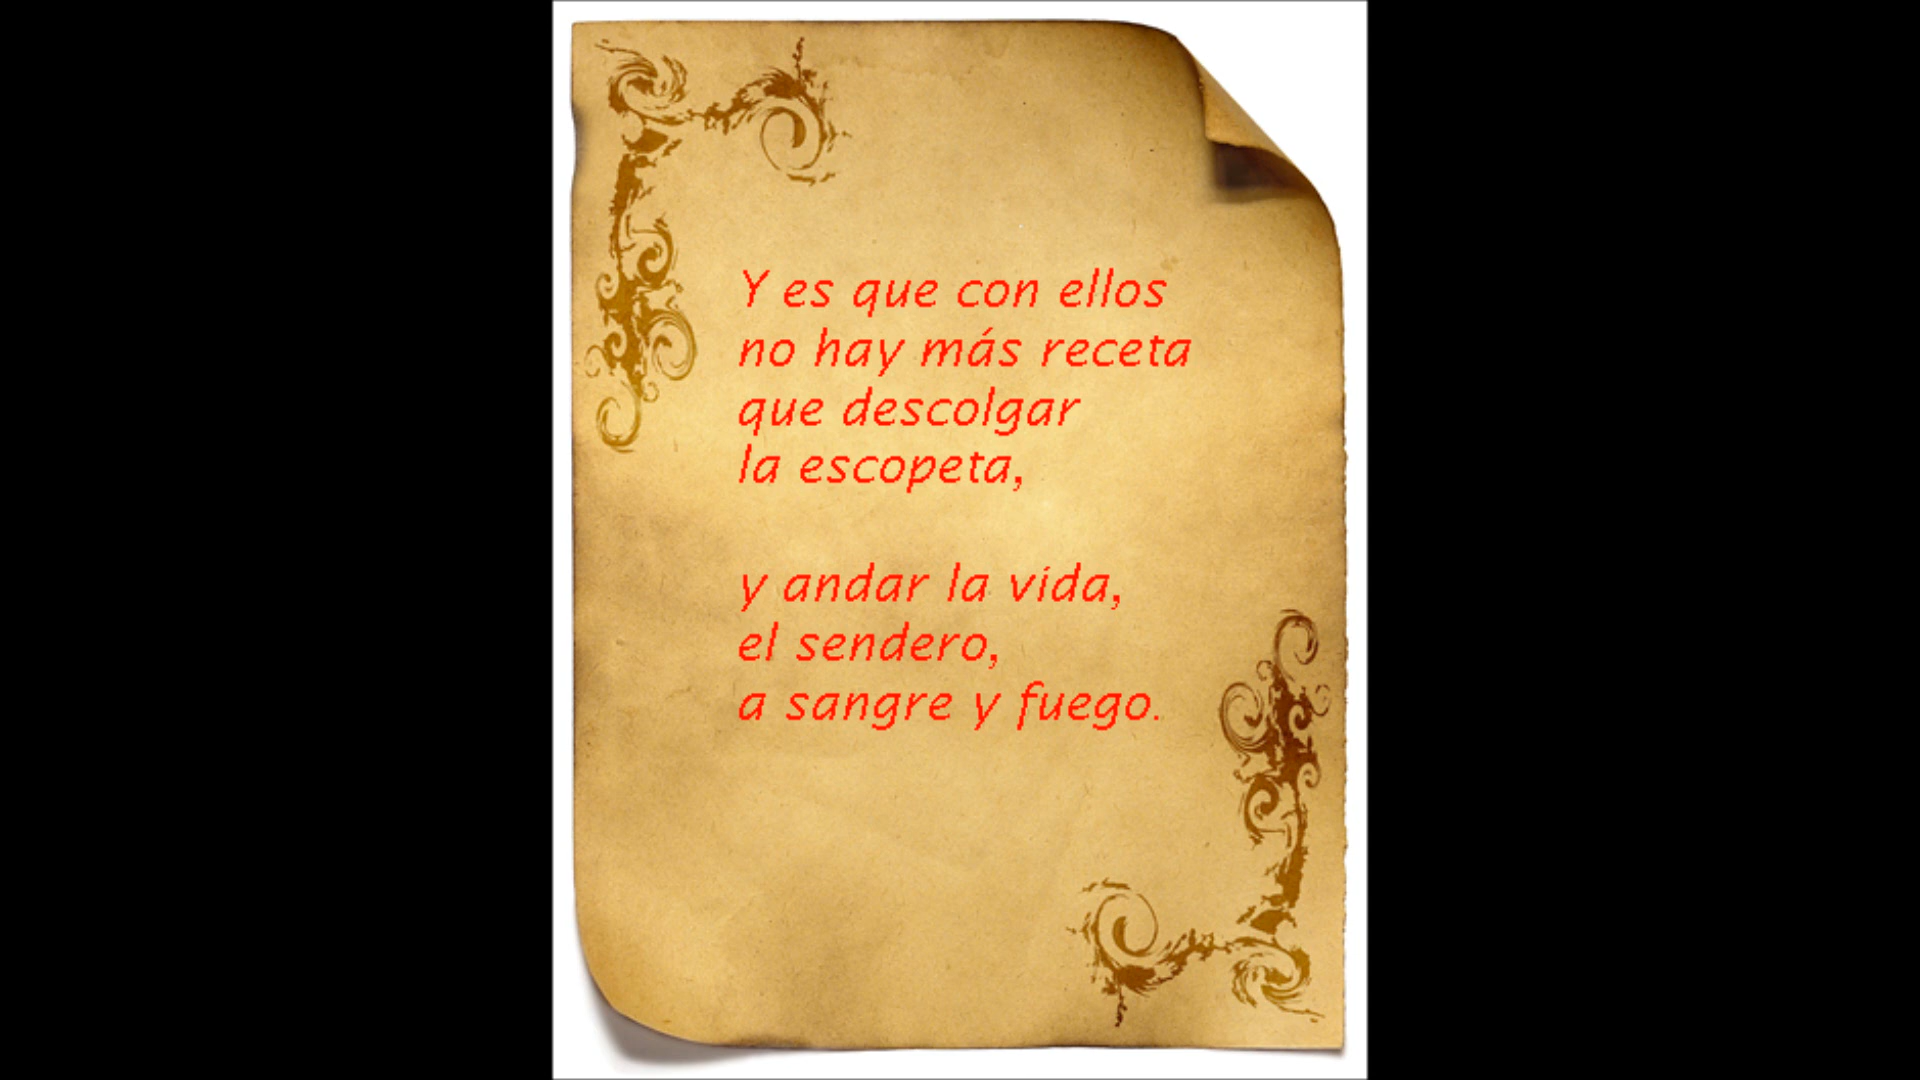 Y es que con ellos
no hay más receta
que descolgar
la escopeta,
y andar la vida,
el sendero,
a sangre y fuego.